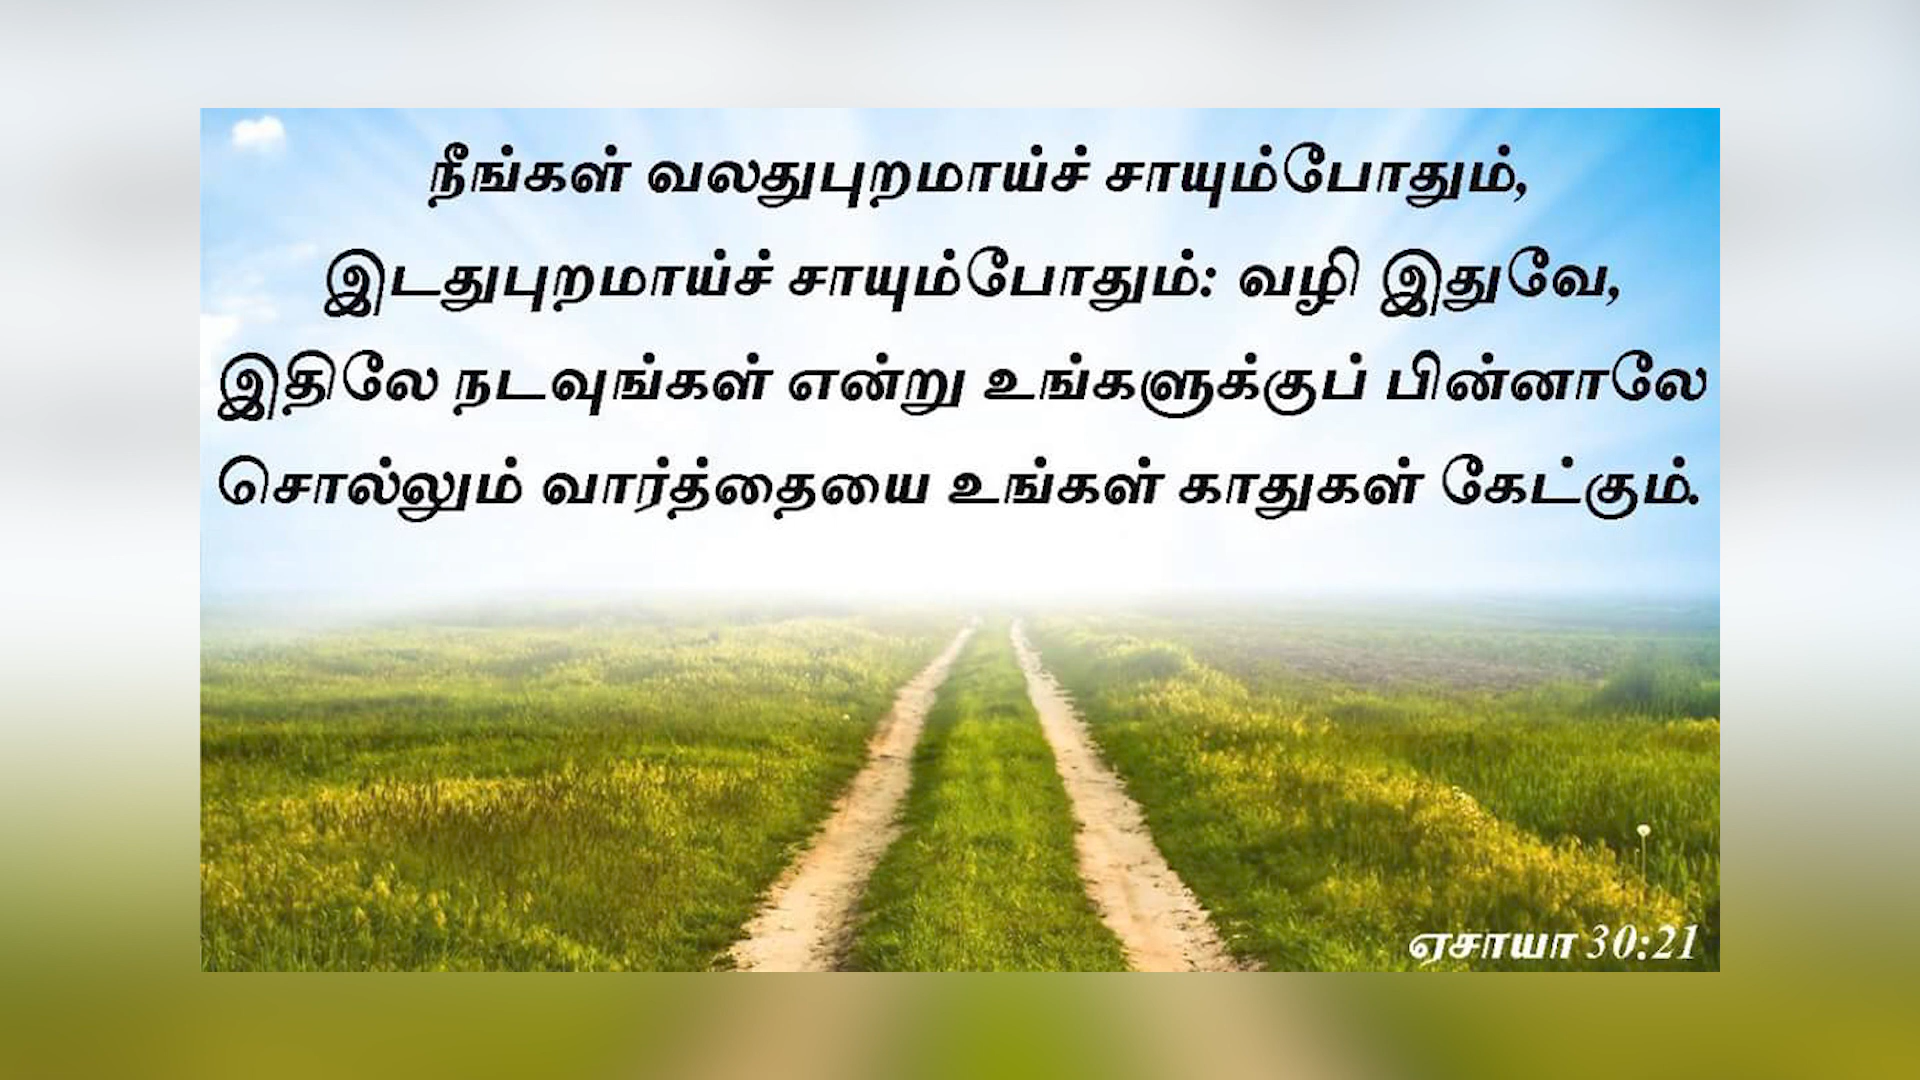 நீங்கள் வலதுபுறமாய்ச் சாயும்போதும்,
இடதுபுறமாய்ச் சாயும்போதும்: வழி இதுவே,
இதிலே நடவுங்கள் என்று உங்களுக்குப் பின்னாலே
சொல்லும் வார்த்தையை உங்கள் காதுகள் கேட்கும்.
ஏசாயா 30:21